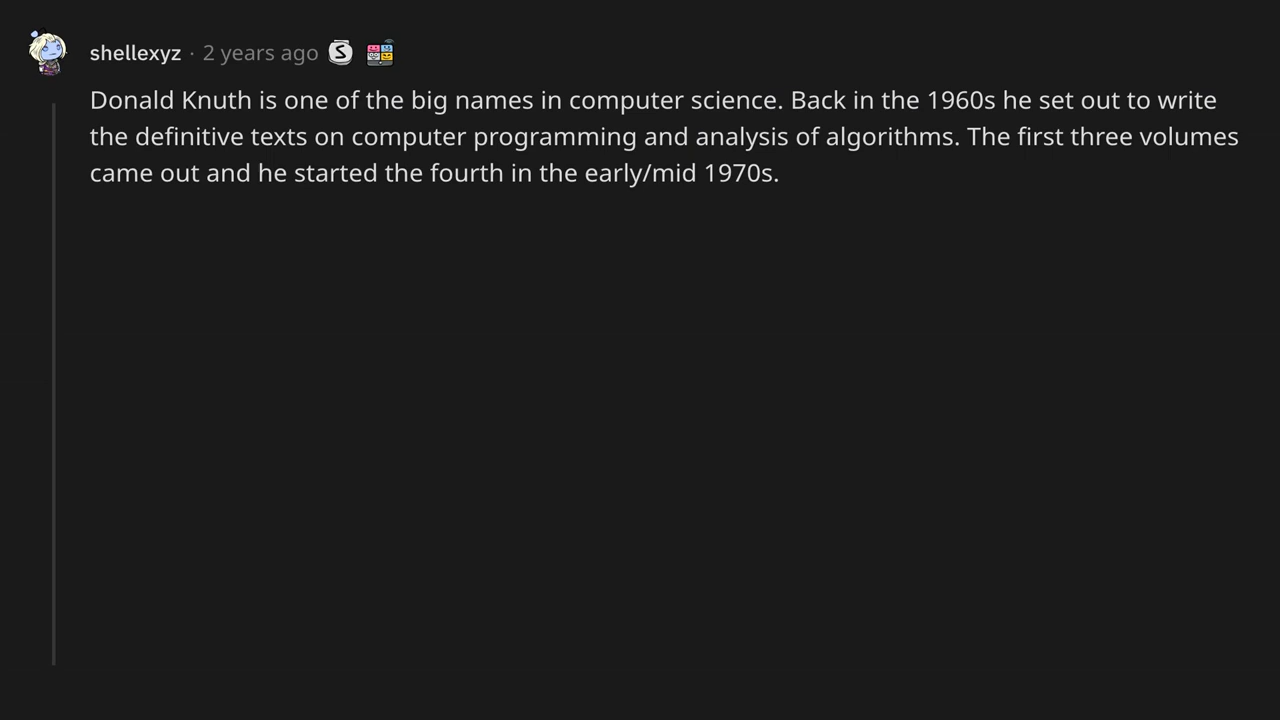 shellexyz · 2 years ago
Donald Knuth is one of the big names in computer science. Back in the 1960s he set out to write
the definitive texts on computer programming and analysis of algorithms. The first three volumes
came out and he started the fourth in the early/mid 1970s.